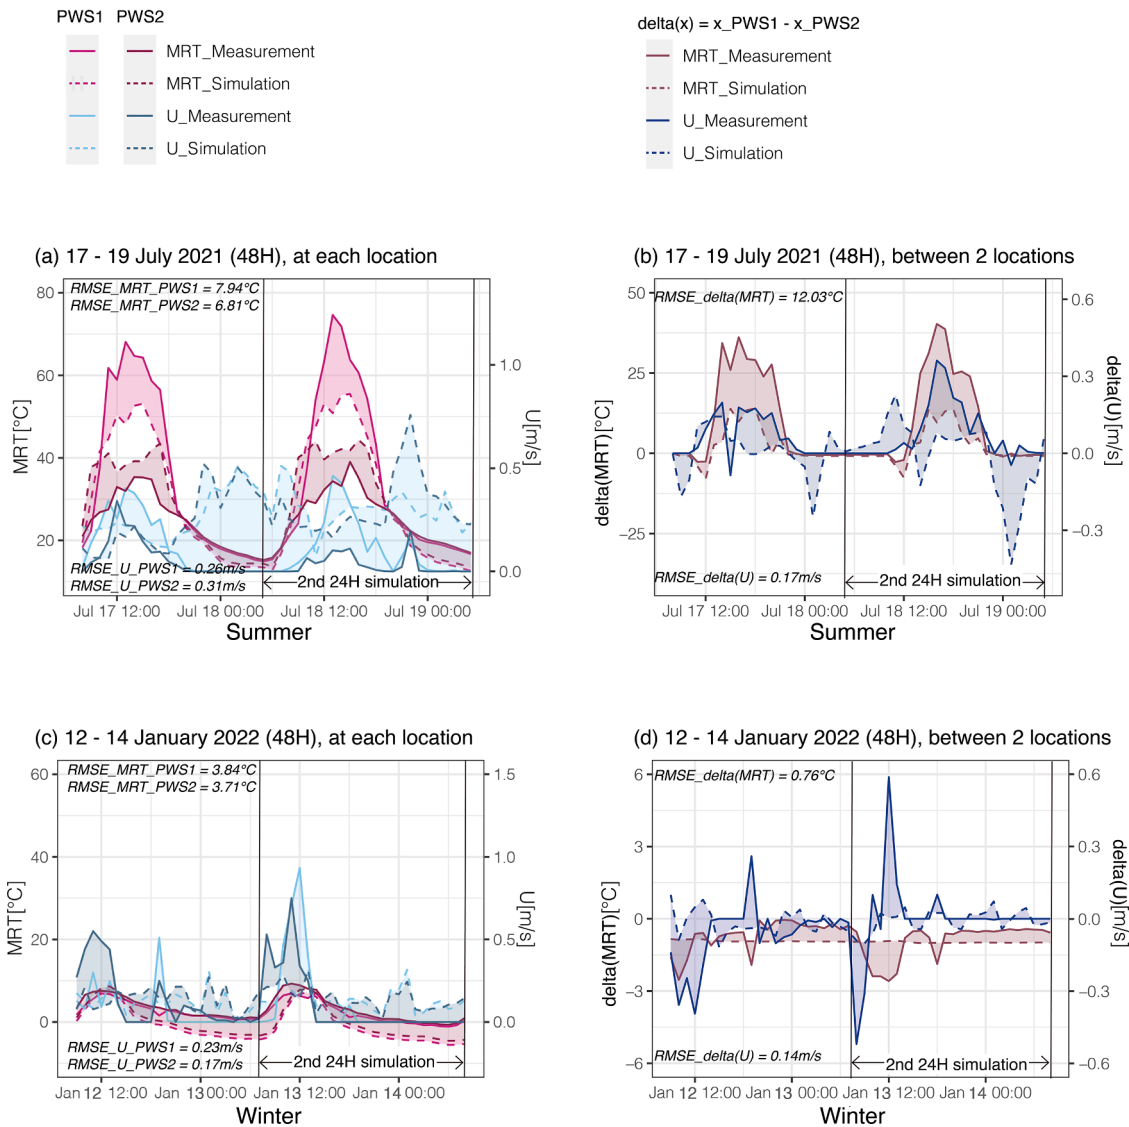 PWS1 PWS2
MRT_Measurement
MRT_Simulation
U_Measurement
U_Simulation
delta(x) = x_PWS1 - x_PWS2
MRT_Measurement
MRT_Simulation
U_Measurement
U_Simulation
(a) 17 - 19 July 2021 (48H), at each location
RMSE_MRT_PWS1 = 7.94°C
RMSE_MRT_PWS2 = 6.81°C
80
60
40
20
MRT[°C]
1.0
0.5
0.0
U[m/s]
RMSE_U_PWS1 = 0.26m/s
RMSE_U_PWS2 = 0.31m/s
2nd 24H simulation
Jul 17 12:00 Jul 18 00:00 Jul 18 12:00 Jul 19 00:00
Summer
(b) 17 - 19 July 2021 (48H), between 2 locations
RMSE_delta(MRT) = 12.03°C
50
25
0
−25
delta(MRT)[°C]
0.6
0.3
0.0
−0.3
delta(U)[m/s]
RMSE_delta(U) = 0.17m/s
2nd 24H simulation
Jul 17 12:00 Jul 18 00:00 Jul 18 12:00 Jul 19 00:00
Summer
(c) 12 - 14 January 2022 (48H), at each location
RMSE_MRT_PWS1 = 3.84°C
RMSE_MRT_PWS2 = 3.71°C
60
40
20
0
MRT[°C]
1.5
1.0
0.5
0.0
U[m/s]
RMSE_U_PWS1 = 0.23m/s
RMSE_U_PWS2 = 0.17m/s
2nd 24H simulation
Jan 12 12:00 Jan 13 00:00 Jan 13 12:00 Jan 14 00:00
Winter
(d) 12 - 14 January 2022 (48H), between 2 locations
RMSE_delta(MRT) = 0.76°C
6
3
0
−3
−6
delta(MRT)[°C]
0.6
0.3
0.0
−0.3
−0.6
delta(U)[m/s]
RMSE_delta(U) = 0.14m/s
2nd 24H simulation
Jan 12 12:00 Jan 13 00:00 Jan 13 12:00 Jan 14 00:00
Winter